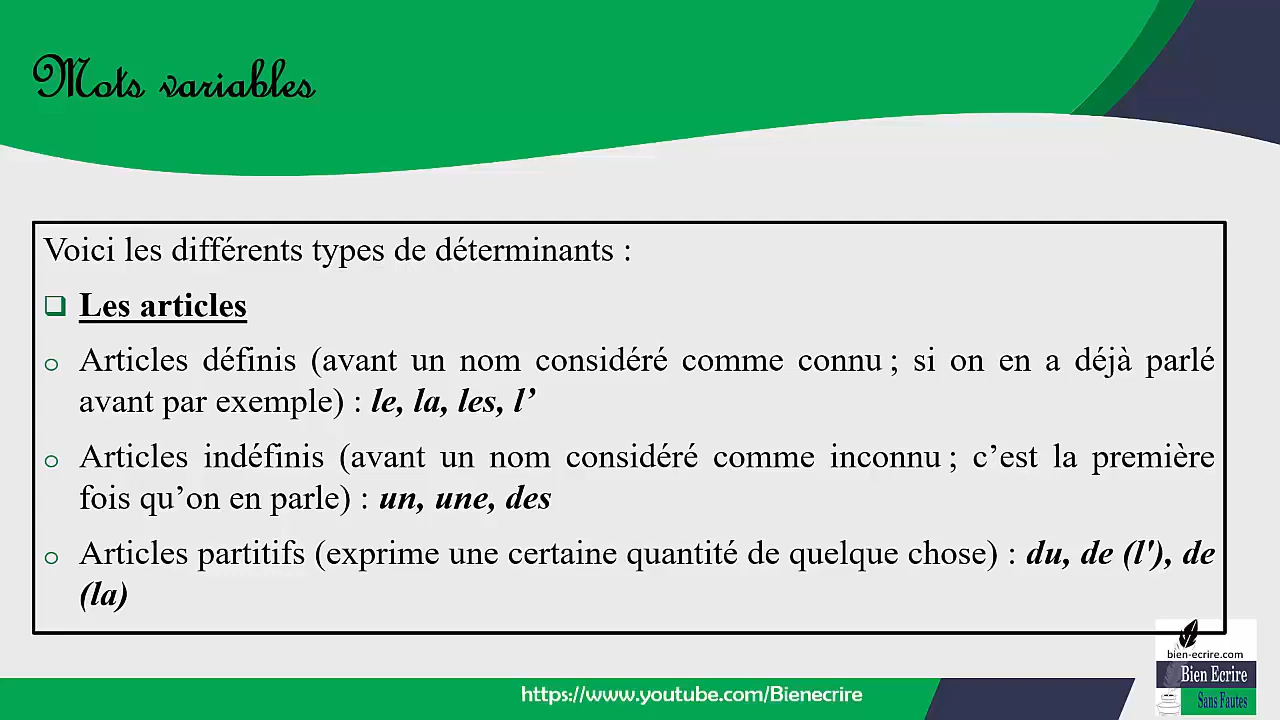 Mots variables
Voici les différents types de déterminants :
Les articles
Articles définis (avant un nom considéré comme connu ; si on en a déjà parlé
avant par exemple) : le, la, les, l’
Articles indéfinis (avant un nom considéré comme inconnu ; c’est la première
fois qu’on en parle) : un, une, des
Articles partitifs (exprime une certaine quantité de quelque chose) : du, de (l'), de
(la)
bien-ecrire.com
Bien Ecrire
Sans Fautes
https://www.youtube.com/Bienecrire